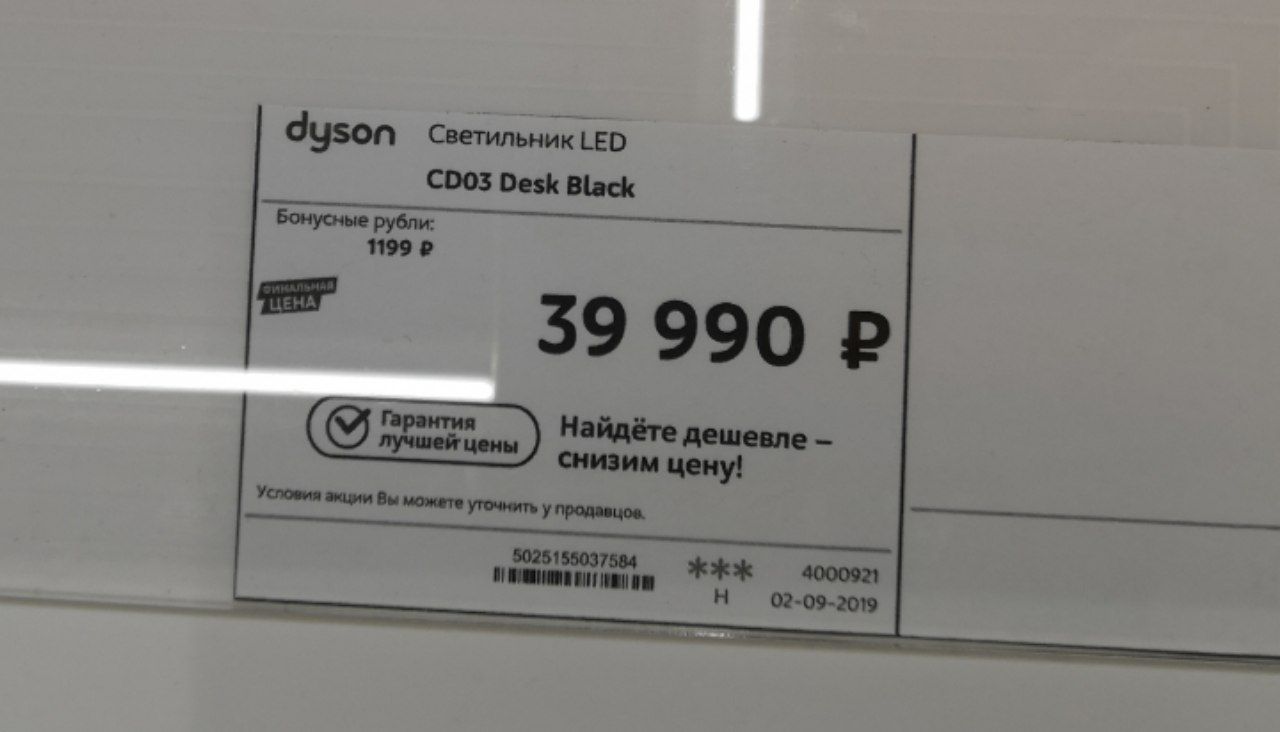 dyson Светильник LED
CD03 Desk Black
Бонусные рубли:
1199 ₽
ФИНАЛЬНАЯ
ЦЕНА
39 990 ₽
Гарантия
лучшей цены
Найдёте дешевле –
снизим цену!
Условия акции Вы можете уточнить у продавцов.
5025155037584
*** 4000921
Н 02-09-2019